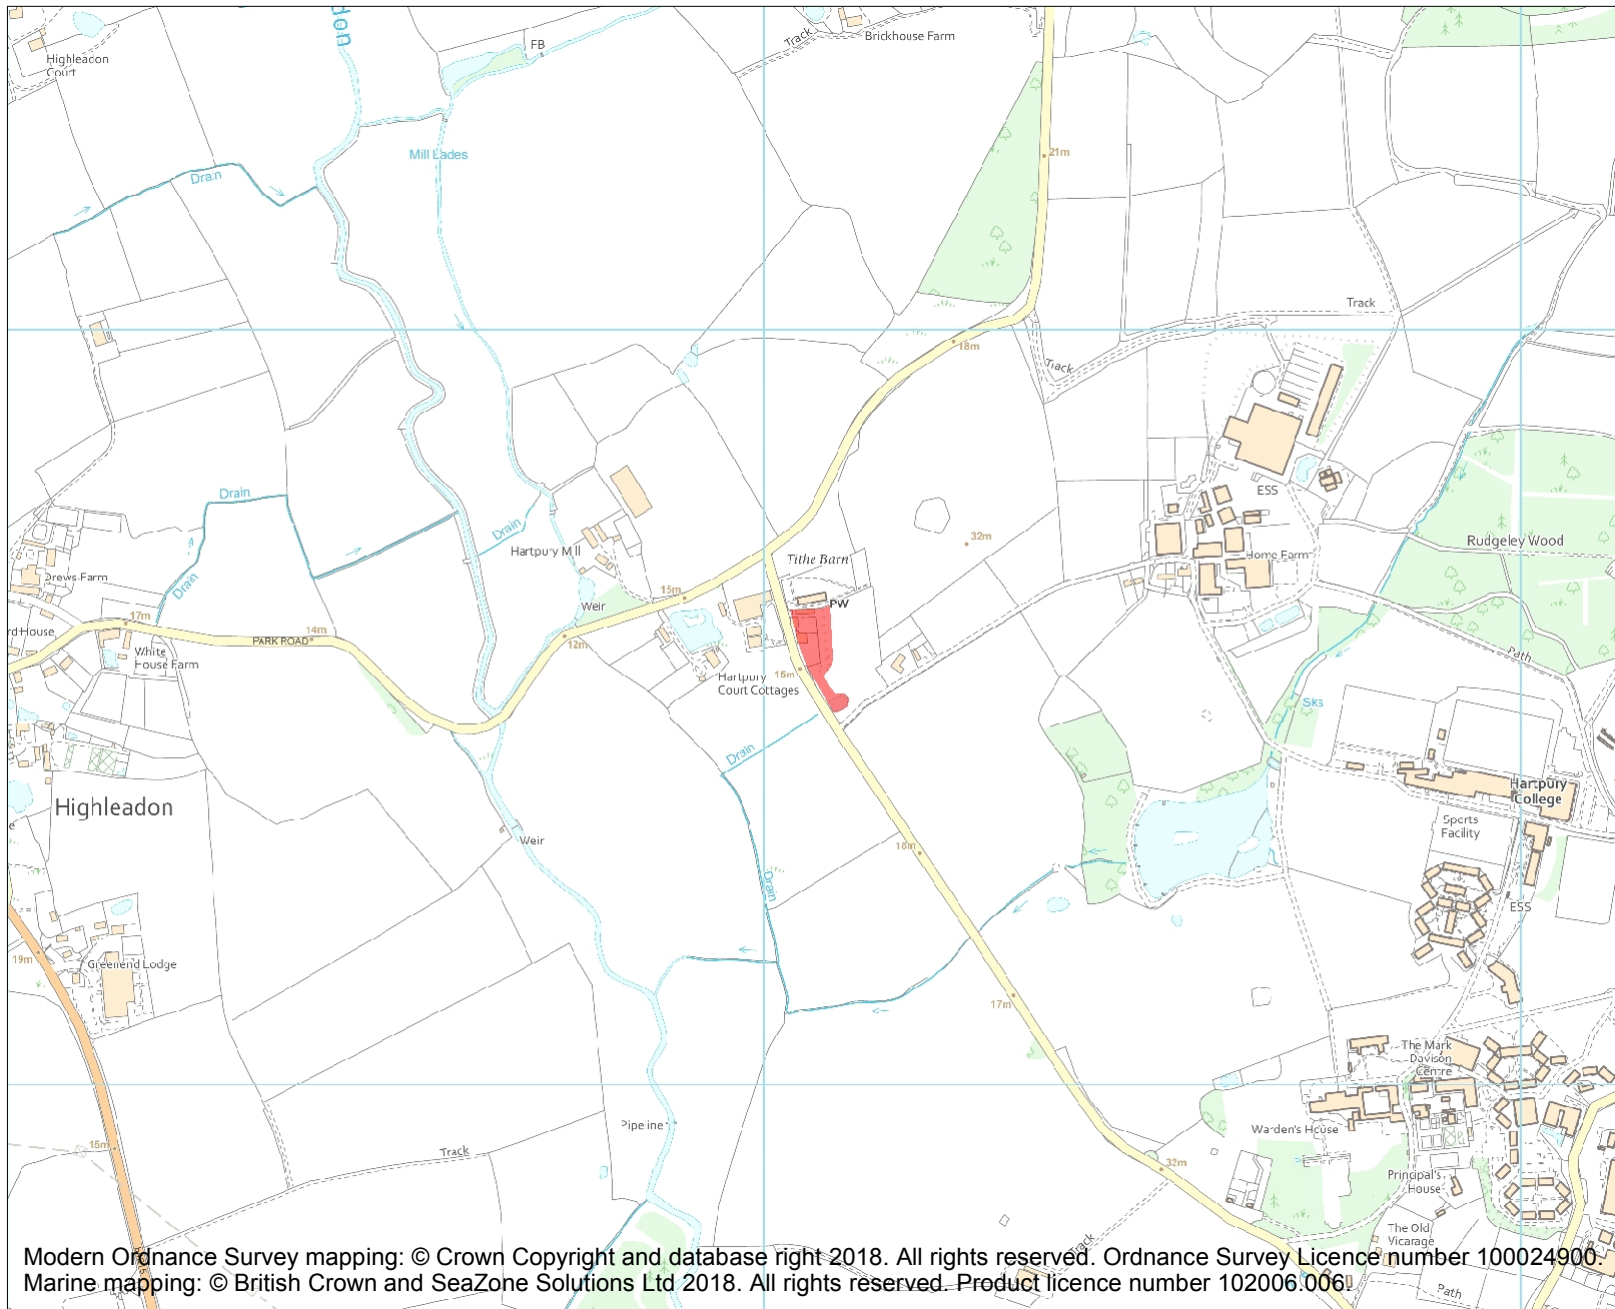 don
Highleadon
Court
FB
Track
Brickhouse Farm
Mill Lades
21m
Drain
Track
18m
Track
Drain
Drain
Hartpury Mill
ESS
32m
Rudgeley Wood
Tithe Barn
Home Farm
Drews Farm
Drain
15m
PW
Weir
17m
14m
rd House
PARK ROAD
12m
White
House Farm
Path
Hartpury
Court Cottages
16m
Sks
Drain
Hartpury
College
Highleadon
Sports
Facility
e
Weir
18m
Drain
ESS
19m
Greenend Lodge
17m
The Mark
Davison
Centre
Pipeline
Warden's House
15m
Track
32m
Principal's
House
The Old
Vicarage
Track
Path
Modern Ordnance Survey mapping: © Crown Copyright and database right 2018. All rights reserved. Ordnance Survey Licence number 100024900.
Marine mapping: © British Crown and SeaZone Solutions Ltd 2018. All rights reserved. Product licence number 102006.006.